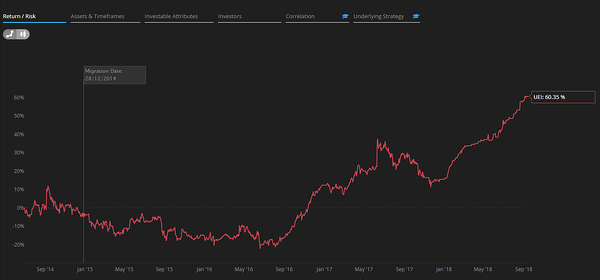 Return / Risk
Assets & Timeframes
Investable Attributes
Investors
Correlation
Underlying Strategy
Migration Date:
28/12/2014
60%
50%
40%
30%
20%
10%
0%
-10%
-20%
UEI: 60.35 %
Sep '14
Jan '15
May '15
Sep '15
Jan '16
May '16
Sep '16
Jan '17
May '17
Sep '17
Jan '18
May '18
Sep '18